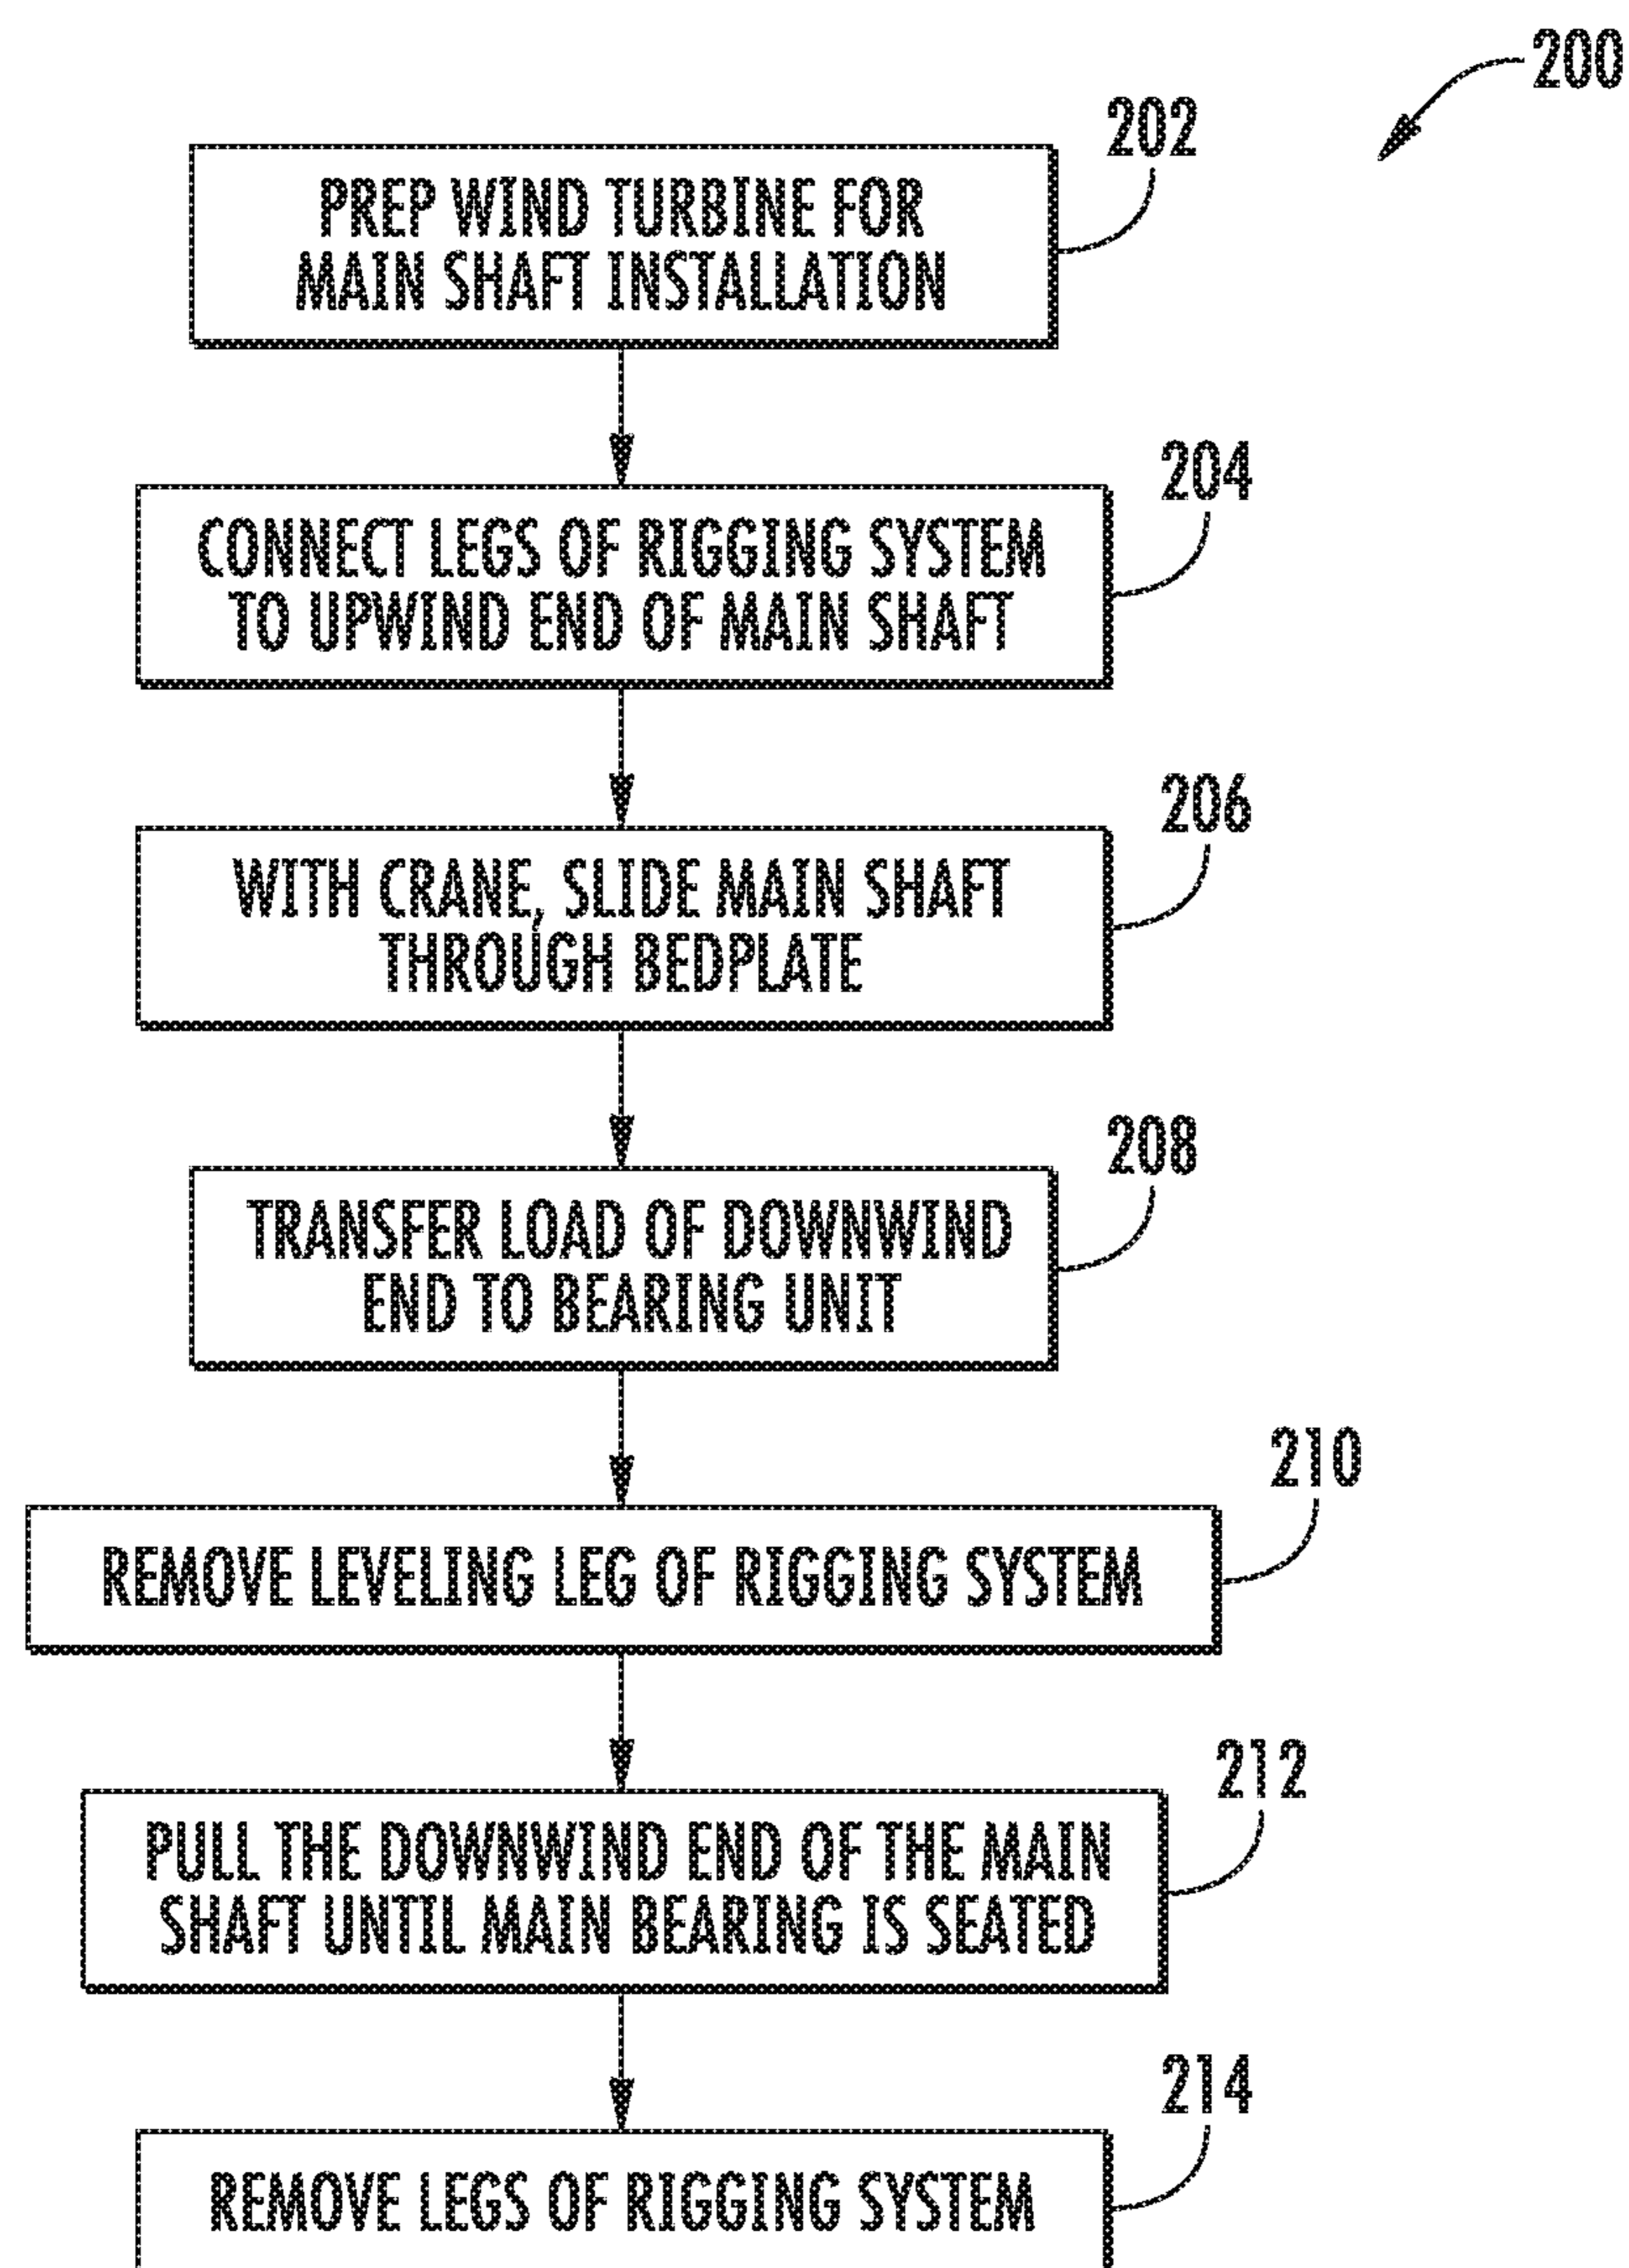 200
202
PREP WIND TURBINE FOR
MAIN SHAFT INSTALLATION
204
CONNECT LEGS OF RIGGING SYSTEM
TO UPWIND END OF MAIN SHAFT
206
WITH CRANE, SLIDE MAIN SHAFT
THROUGH BEDPLATE
208
TRANSFER LOAD OF DOWNWIND
END TO BEARING UNIT
210
REMOVE LEVELING LEG OF RIGGING SYSTEM
212
PULL THE DOWNWIND END OF THE MAIN
SHAFT UNTIL MAIN BEARING IS SEATED
214
REMOVE LEGS OF RIGGING SYSTEM